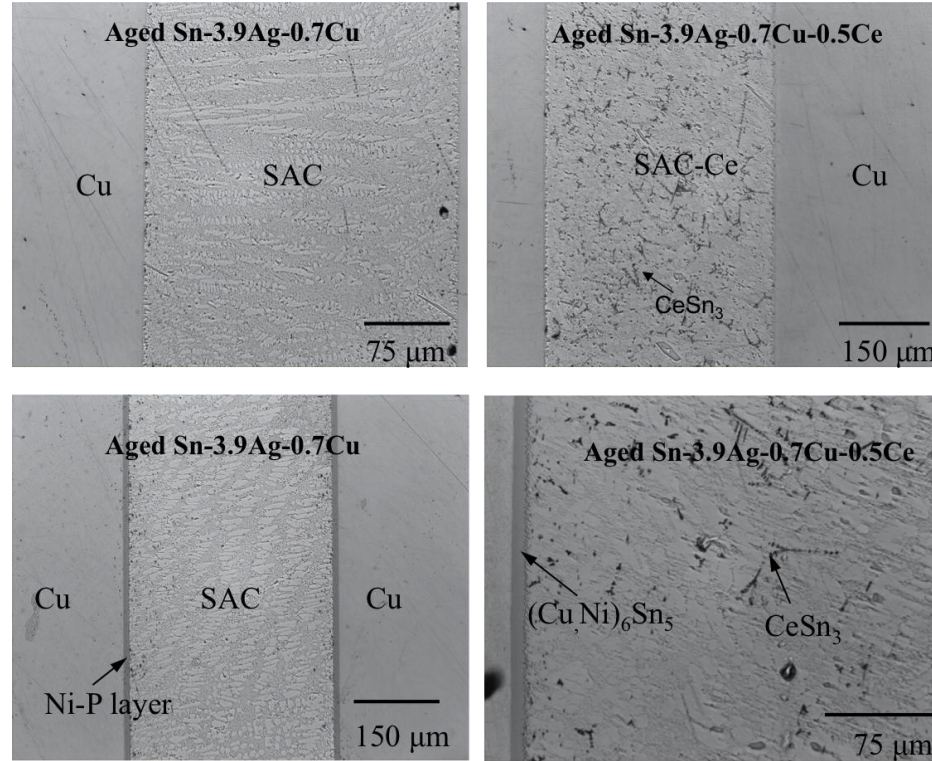 Aged Sn-3.9Ag-0.7Cu
Cu
SAC
75 μm
Aged Sn-3.9Ag-0.7Cu-0.5Ce
SAC-Ce
Cu
CeSn₃
150 μm
Aged Sn-3.9Ag-0.7Cu
Cu
SAC
Cu
Ni-P layer
150 μm
Aged Sn-3.9Ag-0.7Cu-0.5Ce
(Cu,Ni)₆Sn₅
CeSn₃
75 μm